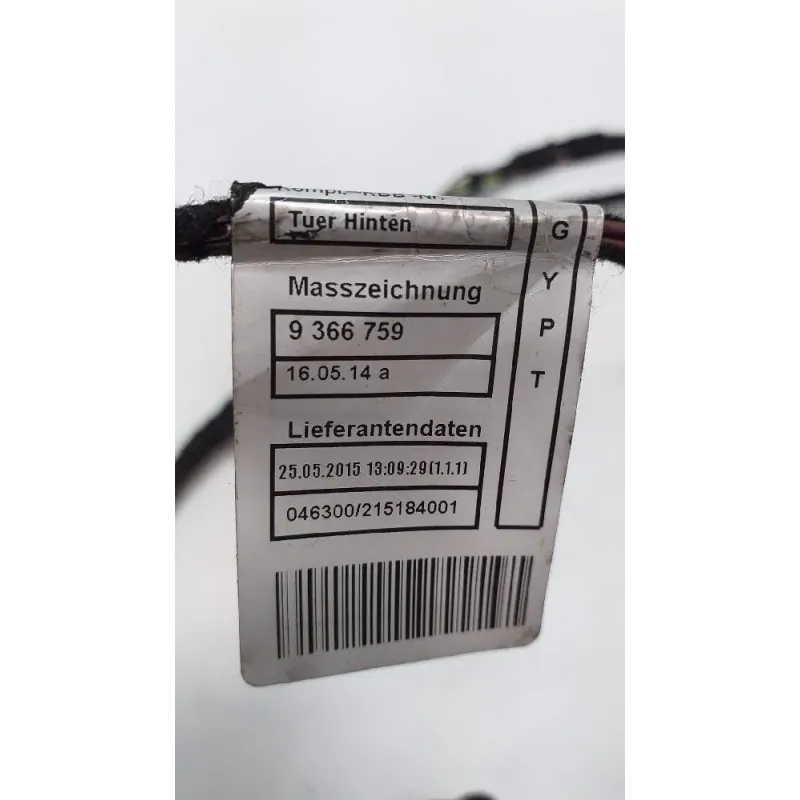 Tuer Hinten
Masszeichnung
9 366 759
16.05.14 a
Lieferantendaten
25.05.2015 13:09:29(1.1.1)
046300/215184001
G
Y
P
T